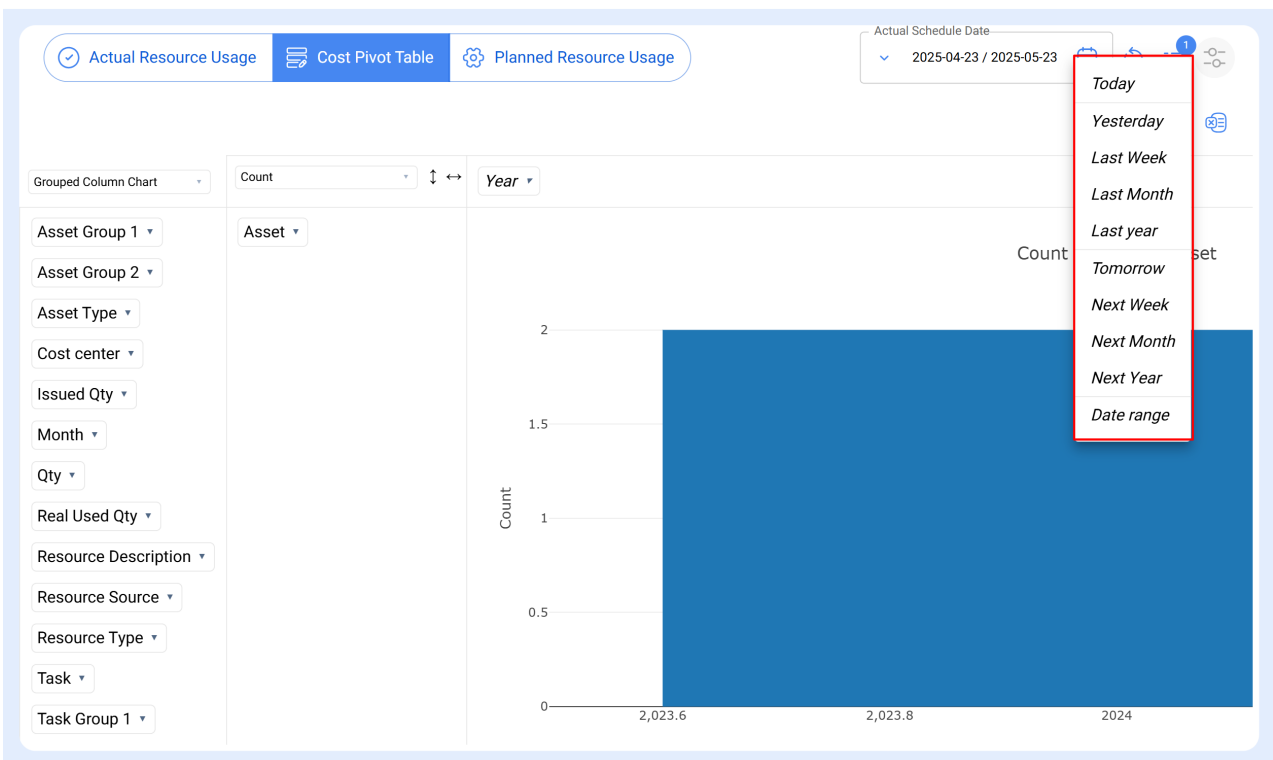 Actual Resource Usage
Cost Pivot Table
Planned Resource Usage
Actual Schedule Date
2025-04-23 / 2025-05-23
1
Today
Yesterday
Last Week
Last Month
Last year
Tomorrow
Next Week
Next Month
Next Year
Date range
Grouped Column Chart
Count
Year
Asset Group 1
Asset Group 2
Asset Type
Cost center
Issued Qty
Month
Qty
Real Used Qty
Resource Description
Resource Source
Resource Type
Task
Task Group 1
Asset
Count
2
1.5
1
0.5
0
Count
2,023.6
2,023.8
2024